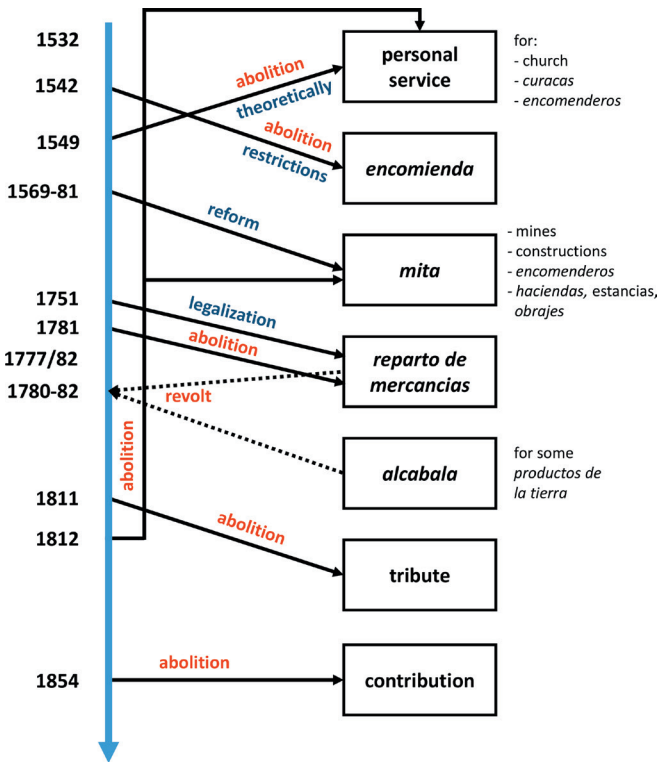 1532
1542
1549
1569-81
1751
1781
1777/82
1780-82
1811
1812
1854
abolition
theoretically
abolition
restrictions
reform
legalization
abolition
revolt
abolition
abolition
abolition
personal
service
encomienda
mita
reparto de
mercancias
alcabala
tribute
contribution
for:
- church
- curacas
- encomenderos
- mines
- constructions
- encomenderos
- haciendas, estancias,
obrajes
for some
productos de
la tierra